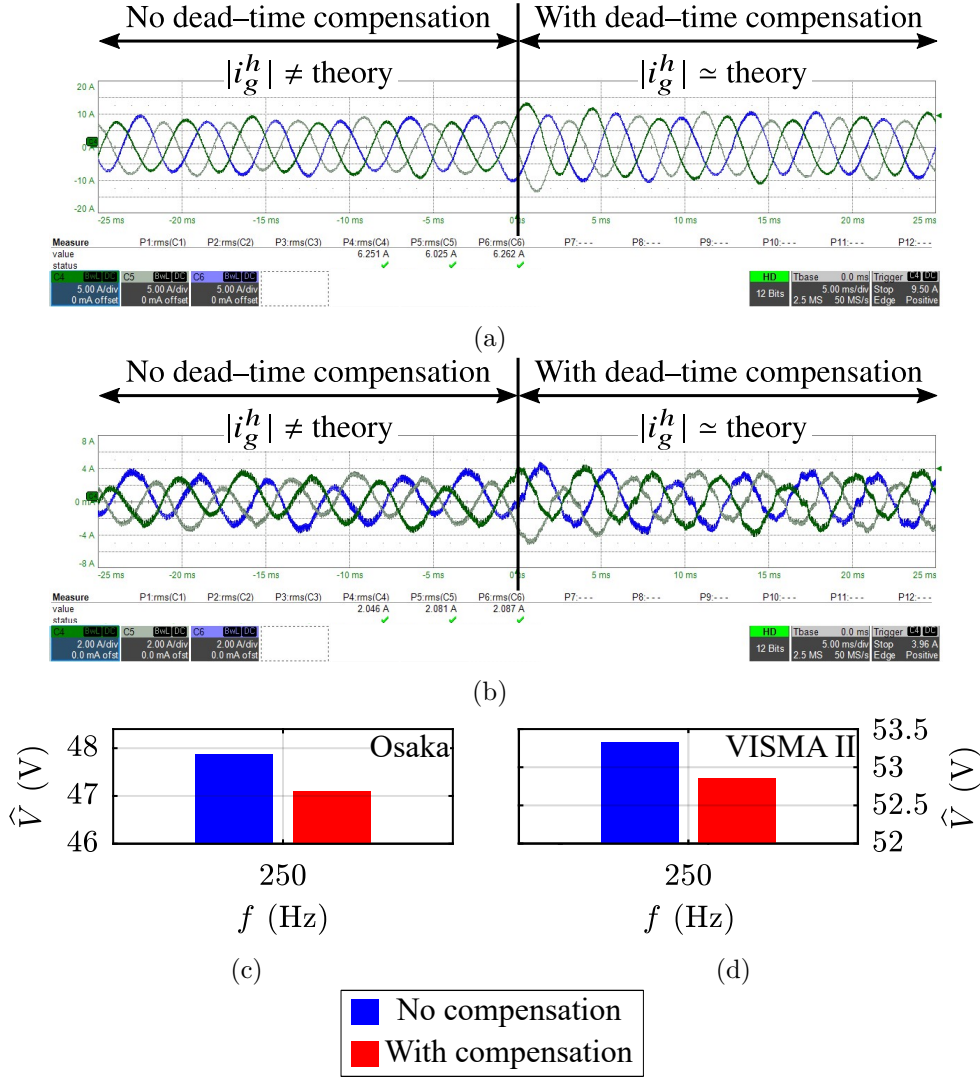 No dead–time compensation With dead–time compensation
|i_g^h| ≠ theory |i_g^h| ≃ theory
20 A
10 A
0 A
-10 A
-20 A
-25 ms -20 ms -15 ms -10 ms -5 ms 0 ms 5 ms 10 ms 15 ms 20 ms 25 ms
Measure P1:rms(C1) P2:rms(C2) P3:rms(C3) P4:rms(C4) P5:rms(C5) P6:rms(C6) P7:--- P8:--- P9:--- P10:--- P11:--- P12:---
value 6.251 A 6.025 A 6.262 A
status
C4 BwL DC C5 BwL DC C6 BwL DC HD Tbase 0.0 ms Trigger C4 DC
5.00 A/div 5.00 A/div 5.00 A/div 12 Bits 5.00 ms/div Stop 9.50 A
0 mA offset 0 mA offset 0 mA offset 2.5 MS 50 MS/s Edge Positive
(a)
No dead–time compensation With dead–time compensation
|i_g^h| ≠ theory |i_g^h| ≃ theory
8 A
4 A
0 mA
-4 A
-8 A
-25 ms -20 ms -15 ms -10 ms -5 ms 0 ms 5 ms 10 ms 15 ms 20 ms 25 ms
Measure P1:rms(C1) P2:rms(C2) P3:rms(C3) P4:rms(C4) P5:rms(C5) P6:rms(C6) P7:--- P8:--- P9:--- P10:--- P11:--- P12:---
value 2.046 A 2.081 A 2.087 A
status
C4 BwL DC C5 BwL DC C6 BwL DC HD Tbase 0.0 ms Trigger C4 DC
2.00 A/div 2.00 A/div 2.00 A/div 12 Bits 5.00 ms/div Stop 3.96 A
0.0 mA ofst 0.0 mA ofst 0.0 mA ofst 2.5 MS 50 MS/s Edge Positive
(b)
V̂ (V)
48
47
46
Osaka
250
f (Hz)
(c)
VISMA II
53.5
53
52.5
52
V̂ (V)
250
f (Hz)
(d)
No compensation
With compensation